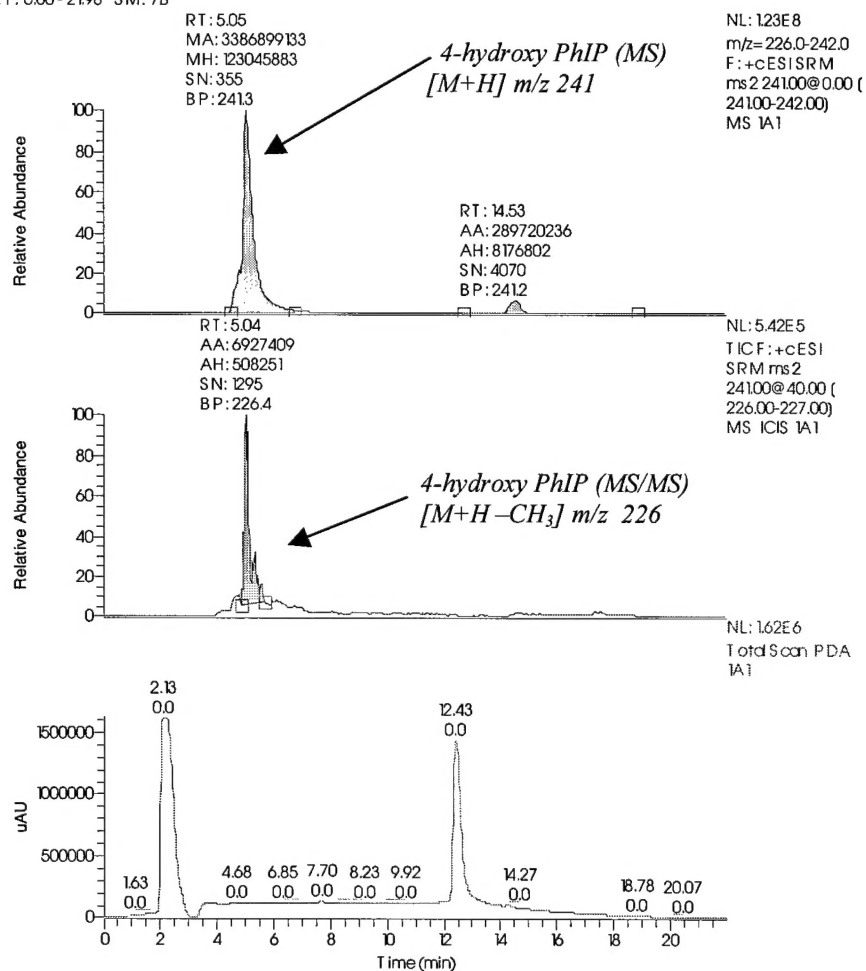 RT: 5.05
MA: 3386899133
MH: 123045883
SN: 355
BP: 241.3
4-hydroxy PhIP (MS)
[M+H] m/z 241
NL: 1.23E8
m/z= 226.0-242.0
F: +c ESI SRM
ms2 241.00@0.00 (
241.00-242.00)
MS 1A1
Relative Abundance
100
80
60
40
20
0
RT: 14.53
AA: 289720236
AH: 8176802
SN: 4070
BP: 241.2
RT: 5.04
AA: 6927409
AH: 508251
SN: 1295
BP: 226.4
NL: 5.42E5
TIC F: +c ESI
SRM ms2
241.00@40.00 (
226.00-227.00)
MS ICIS 1A1
Relative Abundance
100
80
60
40
20
0
4-hydroxy PhIP (MS/MS)
[M+H –CH₃] m/z 226
NL: 1.62E6
Total Scan PDA
1A1
uAU
1500000
1000000
500000
0
1.63
0.0
2.13
0.0
4.68
0.0
6.85
0.0
7.70
0.0
8.23
0.0
9.92
0.0
12.43
0.0
14.27
0.0
18.78
0.0
20.07
0.0
0 2 4 6 8 10 12 14 16 18 20
Time (min)